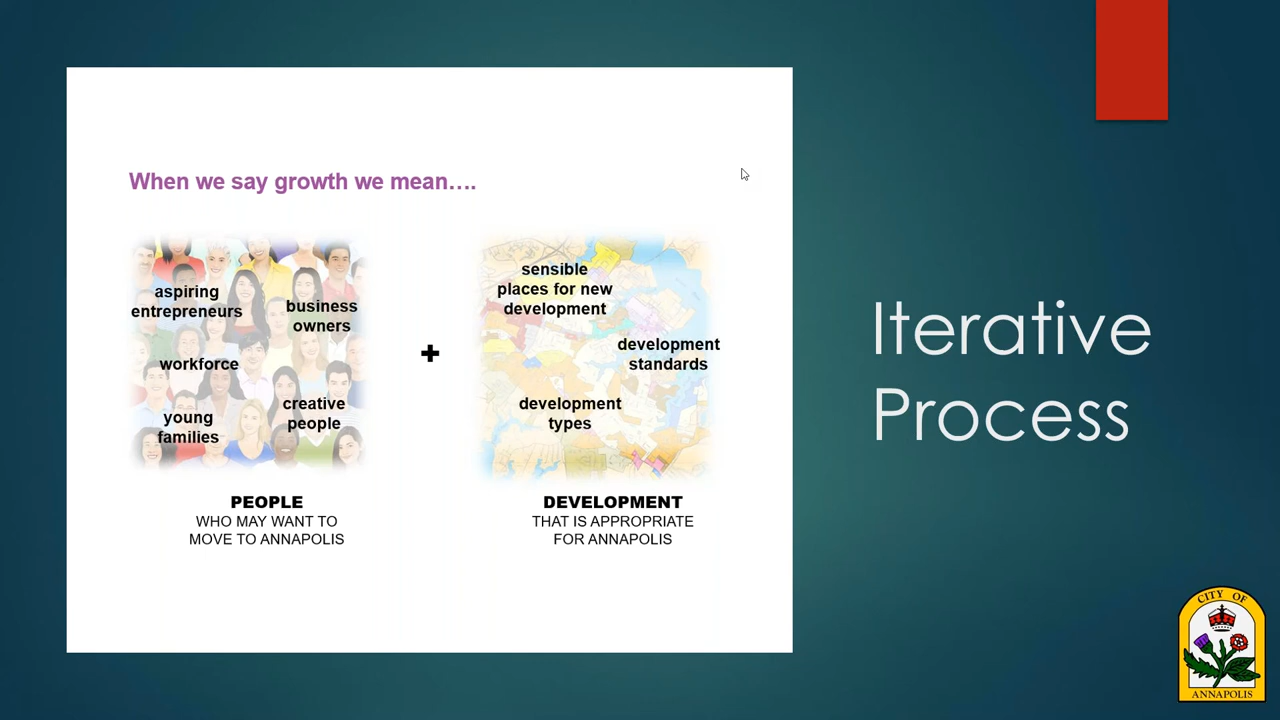 When we say growth we mean….
aspiring
entrepreneurs
business
owners
workforce
young
families
creative
people
+
sensible
places for new
development
development
standards
development
types
PEOPLE
WHO MAY WANT TO
MOVE TO ANNAPOLIS
DEVELOPMENT
THAT IS APPROPRIATE
FOR ANNAPOLIS
Iterative
Process
CITY OF
ANNAPOLIS